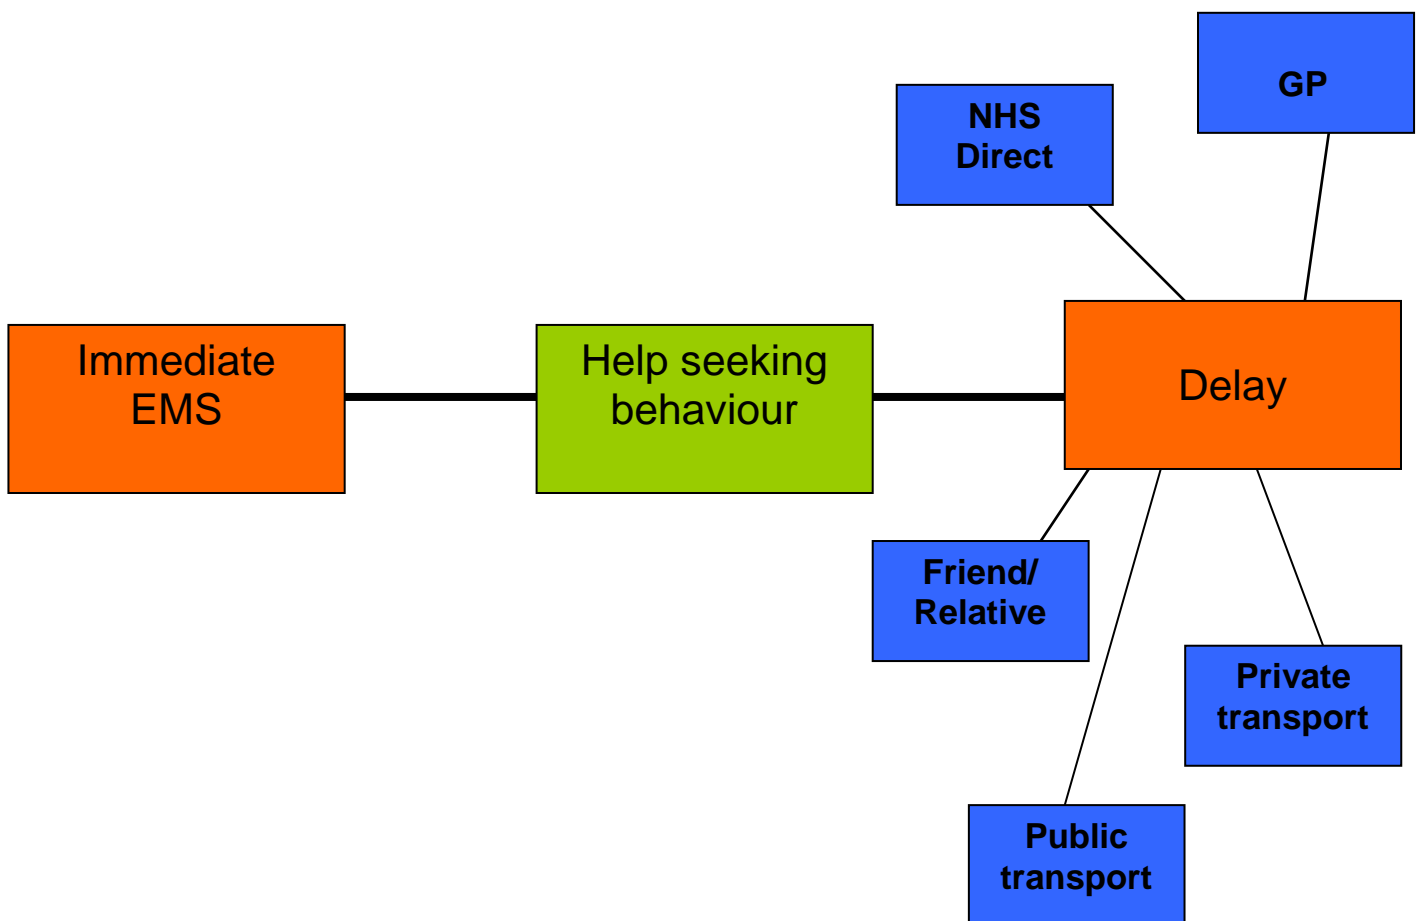 GP
NHS
Direct
Immediate
EMS
Help seeking
behaviour
Delay
Friend/
Relative
Private
transport
Public
transport